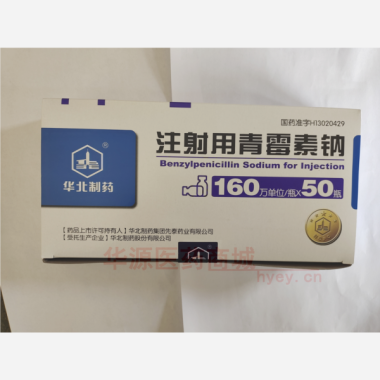 国药准字H13020429
注射用青霉素钠
Benzylpenicillin Sodium for Injection
160万单位/瓶×50瓶
华北制药
【药品上市许可持有人】华北制药集团先泰药业有限公司
【受托生产企业】华北制药股份有限公司
华源医药商城
hyey.cn